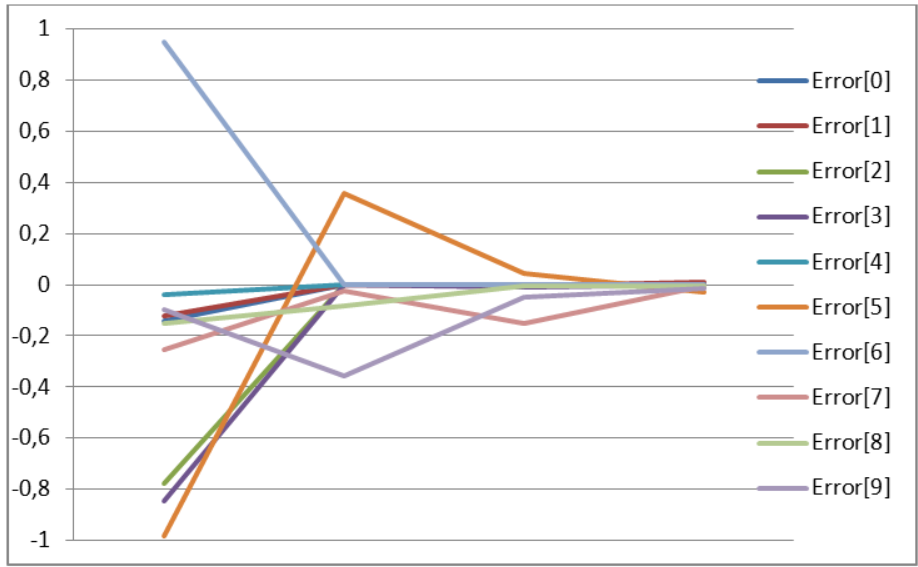 1
0,8
0,6
0,4
0,2
0
-0,2
-0,4
-0,6
-0,8
-1
Error[0]
Error[1]
Error[2]
Error[3]
Error[4]
Error[5]
Error[6]
Error[7]
Error[8]
Error[9]